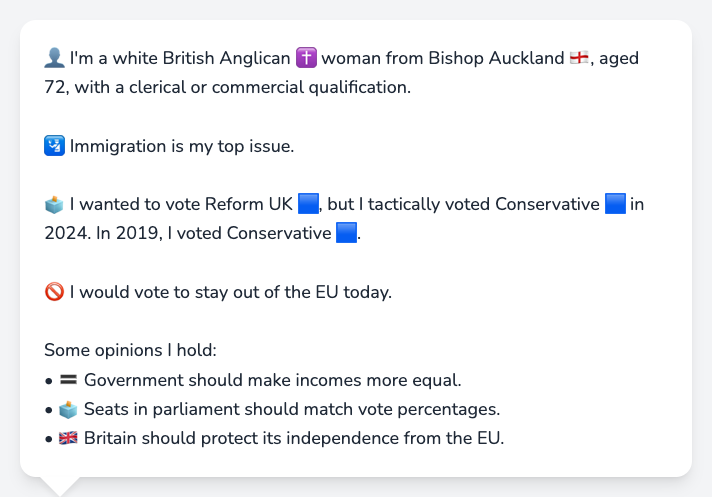 👤 I'm a white British Anglican ✝️ woman from Bishop Auckland 🏴󠁧󠁢󠁥󠁮󠁧󠁿, aged
72, with a clerical or commercial qualification.
🛂 Immigration is my top issue.
🗳️ I wanted to vote Reform UK 🟦, but I tactically voted Conservative 🟦 in
2024. In 2019, I voted Conservative 🟦.
🚫 I would vote to stay out of the EU today.
Some opinions I hold:
• 🟰 Government should make incomes more equal.
• 🗳️ Seats in parliament should match vote percentages.
• 🇬🇧 Britain should protect its independence from the EU.